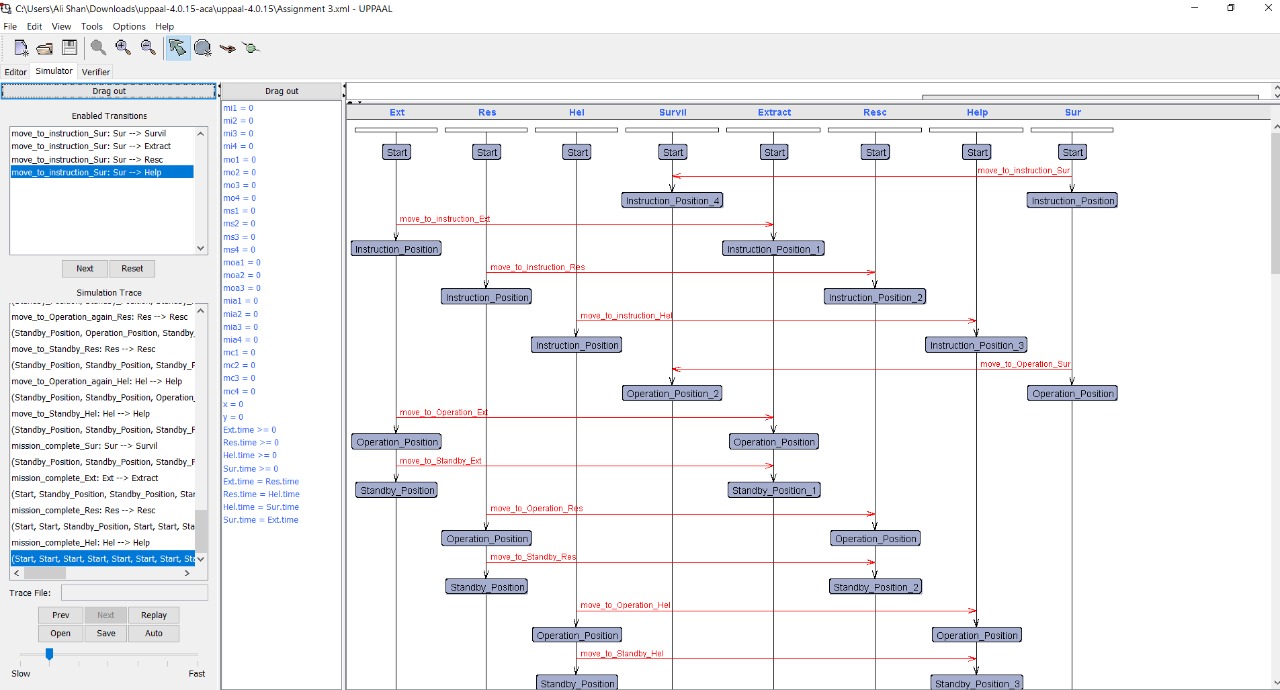 C:\Users\Ali Shan\Downloads\uppaal-4.0.15-aca\uppaal-4.0.15\Assignment 3.xml - UPPAAL
File Edit View Tools Options Help
Editor Simulator Verifier
Drag out
Enabled Transitions
move_to_instruction_Sur: Sur --> Survil
move_to_instruction_Sur: Sur --> Extract
move_to_instruction_Sur: Sur --> Resc
move_to_instruction_Sur: Sur --> Help
Next Reset
Simulation Trace
move_to_Operation_again_Res: Res --> Resc
(Standby_Position, Operation_Position, Standby_
move_to_Standby_Res: Res --> Resc
(Standby_Position, Standby_Position, Standby_F
move_to_Operation_again_Hel: Hel --> Help
(Standby_Position, Standby_Position, Operation_
move_to_Standby_Hel: Hel --> Help
(Standby_Position, Standby_Position, Standby_F
mission_complete_Sur: Sur --> Survil
(Standby_Position, Standby_Position, Standby_F
mission_complete_Ext: Ext --> Extract
(Start, Standby_Position, Standby_Position, Star
mission_complete_Res: Res --> Resc
(Start, Start, Standby_Position, Start, Start, Sta
mission_complete_Hel: Hel --> Help
(Start, Start, Start, Start, Start, Start, Start, Sta
Trace File:
Prev Next Replay
Open Save Auto
Slow Fast
Drag out
mi1 = 0
mi2 = 0
mi3 = 0
mi4 = 0
mo1 = 0
mo2 = 0
mo3 = 0
mo4 = 0
ms1 = 0
ms2 = 0
ms3 = 0
ms4 = 0
moa1 = 0
moa2 = 0
moa3 = 0
mia1 = 0
mia2 = 0
mia3 = 0
mia4 = 0
mc1 = 0
mc2 = 0
mc3 = 0
mc4 = 0
x = 0
y = 0
Ext.time >= 0
Res.time >= 0
Hel.time >= 0
Sur.time >= 0
Ext.time = Res.time
Res.time = Hel.time
Hel.time = Sur.time
Sur.time = Ext.time
Ext Res Hel Survil Extract Resc Help Sur
Start Start Start Start Start Start Start Start
move_to_instruction_Sur
Instruction_Position_4 Instruction_Position
move_to_instruction_Ext
Instruction_Position Instruction_Position_1
move_to_instruction_Res
Instruction_Position Instruction_Position_2
move_to_instruction_Hel
Instruction_Position Instruction_Position_3
move_to_Operation_Sur
Operation_Position_2 Operation_Position
move_to_Operation_Ext
Operation_Position Operation_Position
move_to_Standby_Ext
Standby_Position Standby_Position_1
move_to_Operation_Res
Operation_Position Operation_Position
move_to_Standby_Res
Standby_Position Standby_Position_2
move_to_Operation_Hel
Operation_Position Operation_Position
move_to_Standby_Hel
Standby_Position Standby_Position_3